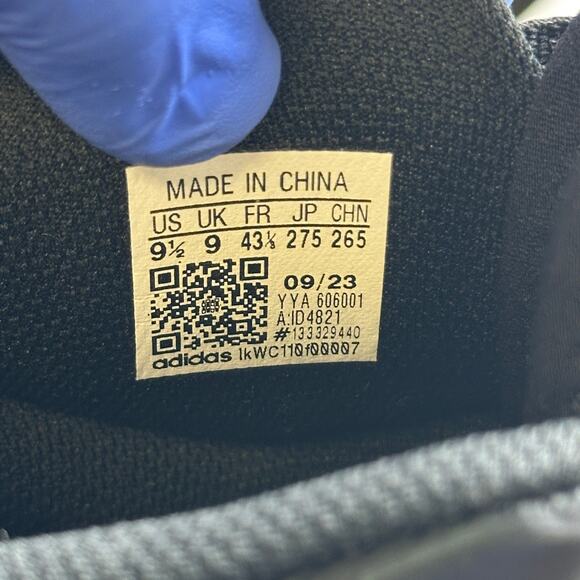 MADE IN CHINA
US UK FR JP CHN
9½ 9 43⅓ 275 265
09/23
YYA 606001
A:ID4821
#133329440
adidas 1kWC110f00007